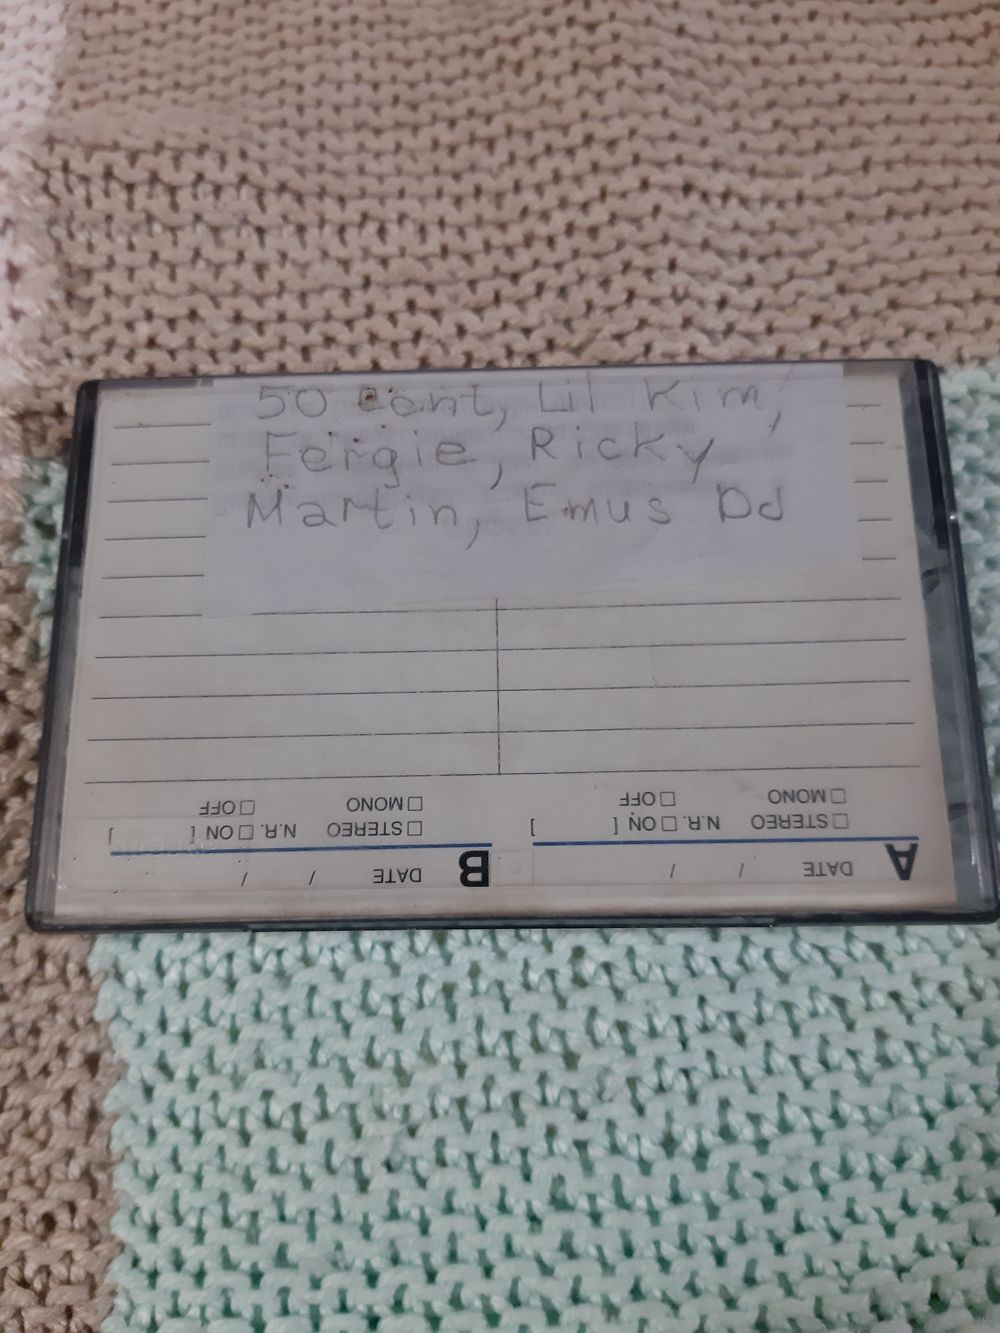 50 Cent, Lil Kim,
Fergie, Ricky
Martin, Emus Dd
A DATE / /
STEREO N.R. ON [ ]
MONO OFF
B DATE / /
STEREO N.R. ON [ ]
MONO OFF